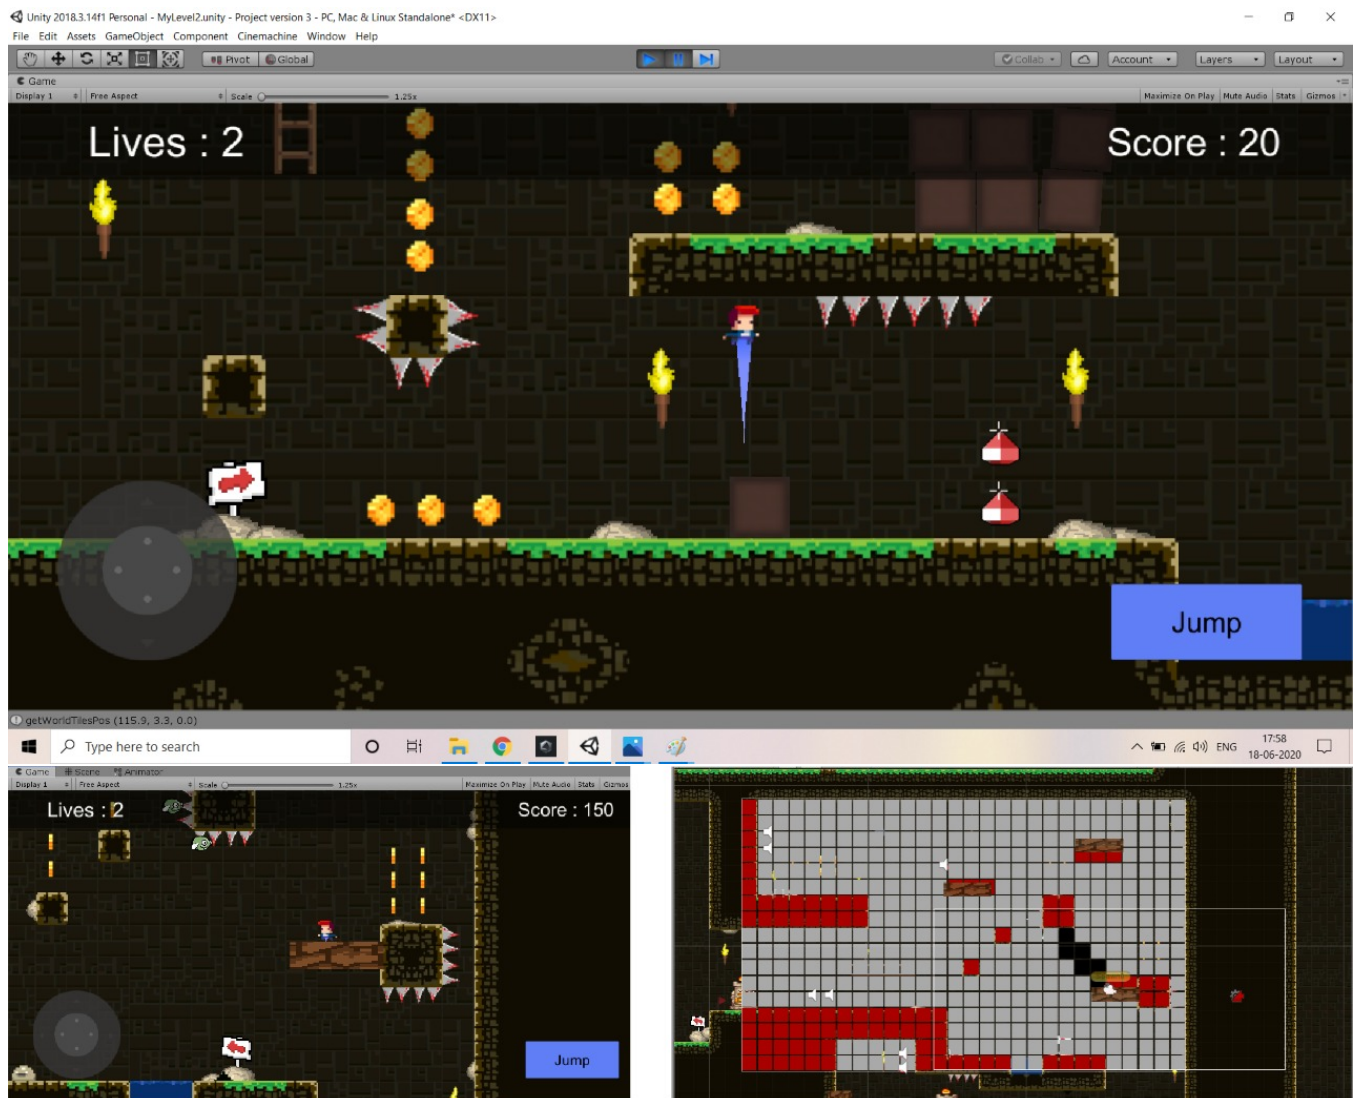 Unity 2018.3.14f1 Personal - MyLevel2.unity - Project version 3 - PC, Mac & Linux Standalone* <DX11>
File Edit Assets GameObject Component Cinemachine Window Help
Pivot Global Collab Account Layers Layout
Game
Display 1 Free Aspect Scale 1.25x Maximize On Play Mute Audio Stats Gizmos
Lives : 2 Score : 20
Jump
getWorldTilesPos (115.9, 3.3, 0.0)
Type here to search
ENG
17:58
18-06-2020
Game Scene Animator
Display 1 Free Aspect Scale 1.25x Maximize On Play Mute Audio Stats Gizmos
Lives : 2 Score : 150
Jump